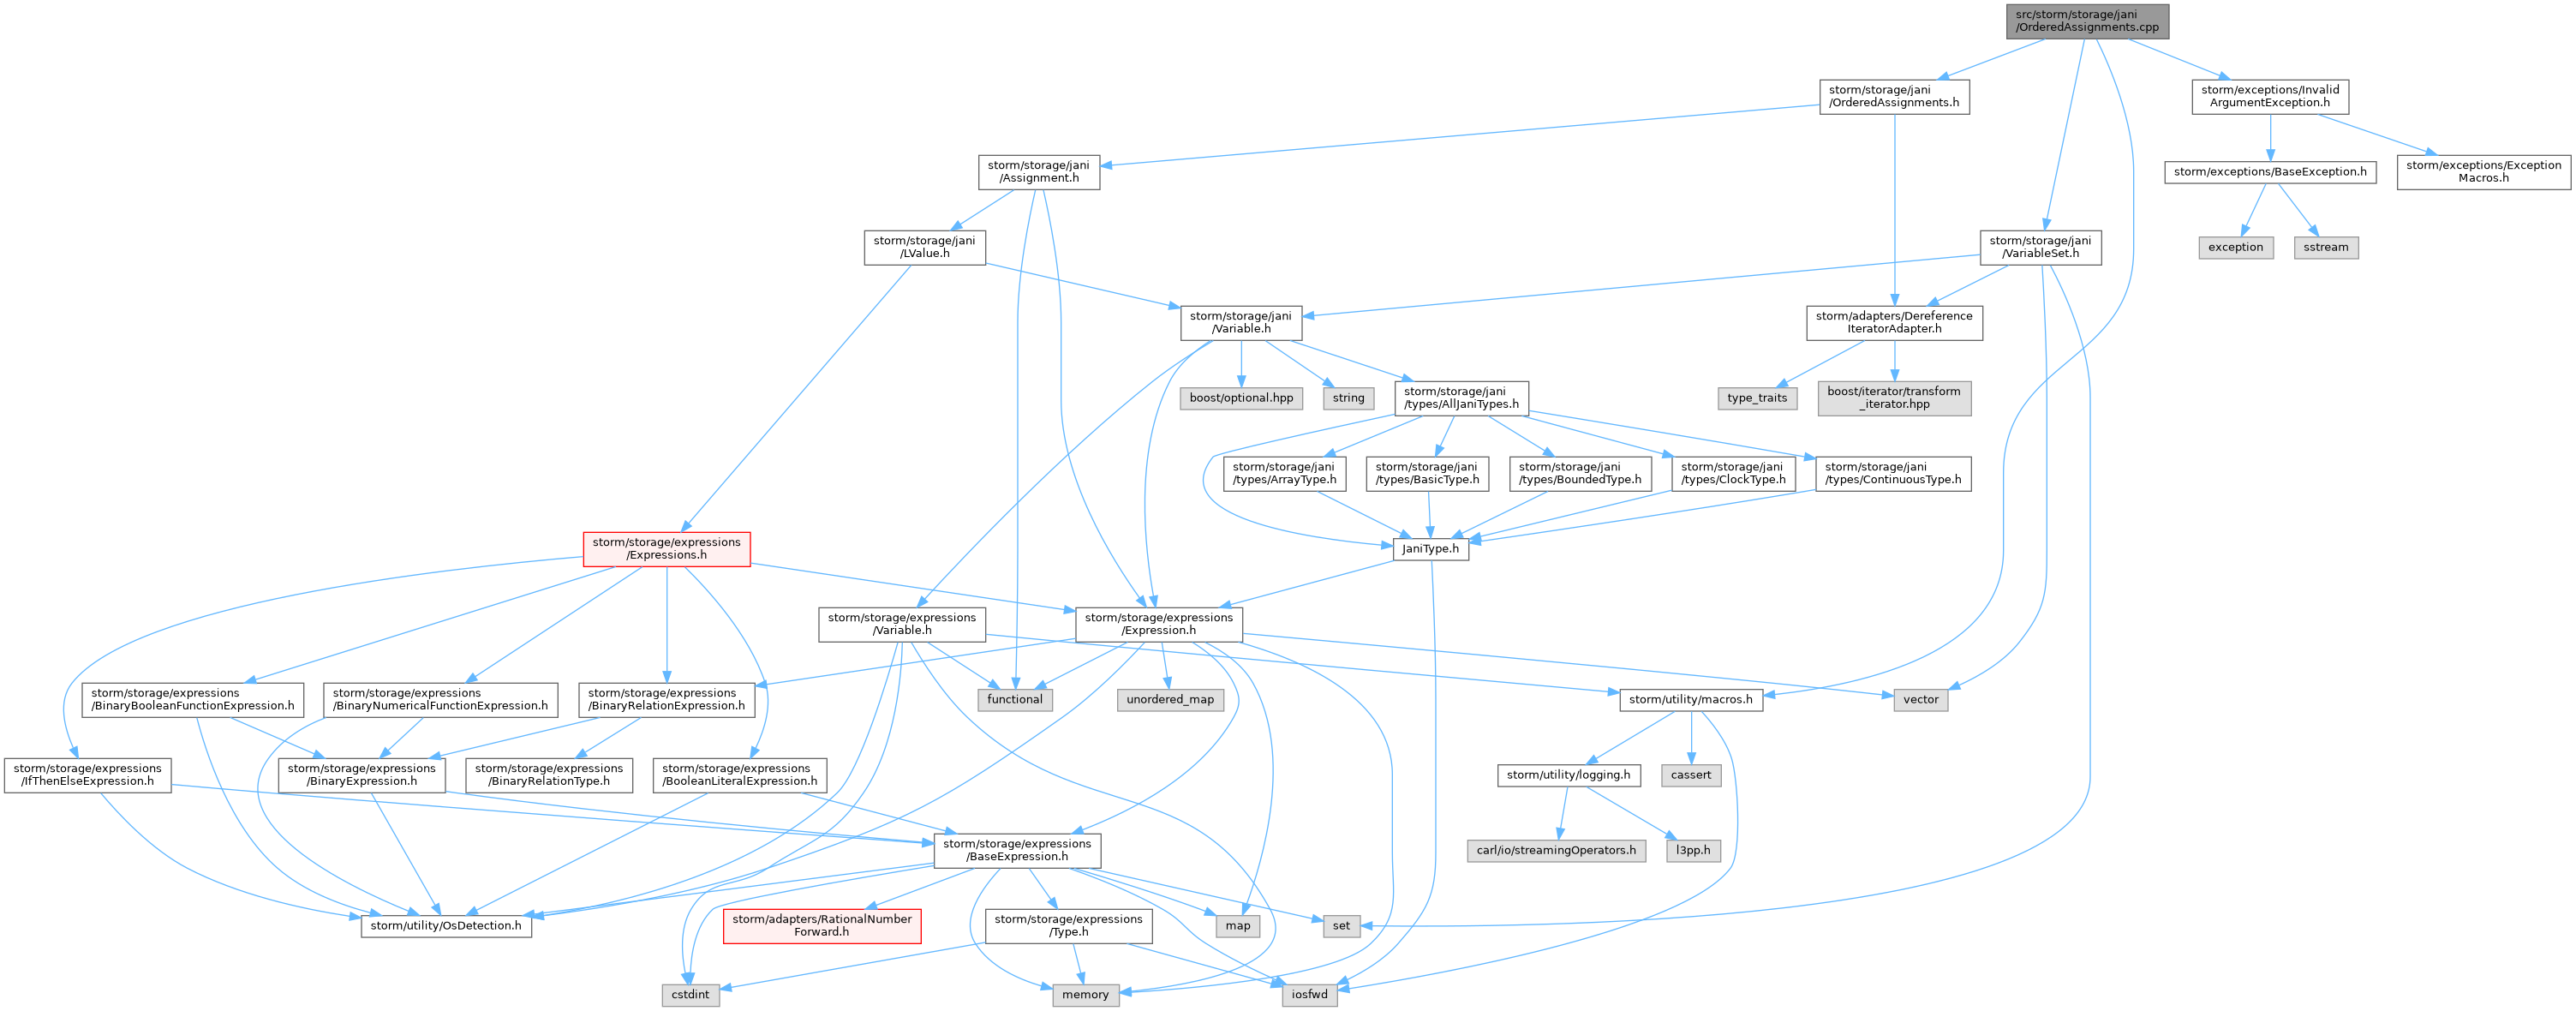 src/storm/storage/jani
/OrderedAssignments.cpp
storm/storage/jani
/OrderedAssignments.h
storm/exceptions/Invalid
ArgumentException.h
storm/storage/jani
/Assignment.h
storm/exceptions/BaseException.h
storm/exceptions/Exception
Macros.h
storm/storage/jani
/LValue.h
storm/storage/jani
/VariableSet.h
exception
sstream
storm/storage/jani
/Variable.h
storm/adapters/Dereference
IteratorAdapter.h
boost/optional.hpp
string
storm/storage/jani
/types/AllJaniTypes.h
type_traits
boost/iterator/transform
_iterator.hpp
storm/storage/jani
/types/ArrayType.h
storm/storage/jani
/types/BasicType.h
storm/storage/jani
/types/BoundedType.h
storm/storage/jani
/types/ClockType.h
storm/storage/jani
/types/ContinuousType.h
storm/storage/expressions
/Expressions.h
JaniType.h
storm/storage/expressions
/Variable.h
storm/storage/expressions
/Expression.h
storm/storage/expressions
/BinaryBooleanFunctionExpression.h
storm/storage/expressions
/BinaryNumericalFunctionExpression.h
storm/storage/expressions
/BinaryRelationExpression.h
functional
unordered_map
storm/utility/macros.h
vector
storm/storage/expressions
/IfThenElseExpression.h
storm/storage/expressions
/BinaryExpression.h
storm/storage/expressions
/BinaryRelationType.h
storm/storage/expressions
/BooleanLiteralExpression.h
storm/utility/logging.h
cassert
storm/storage/expressions
/BaseExpression.h
carl/io/streamingOperators.h
l3pp.h
storm/utility/OsDetection.h
storm/adapters/RationalNumber
Forward.h
storm/storage/expressions
/Type.h
map
set
cstdint
memory
iosfwd